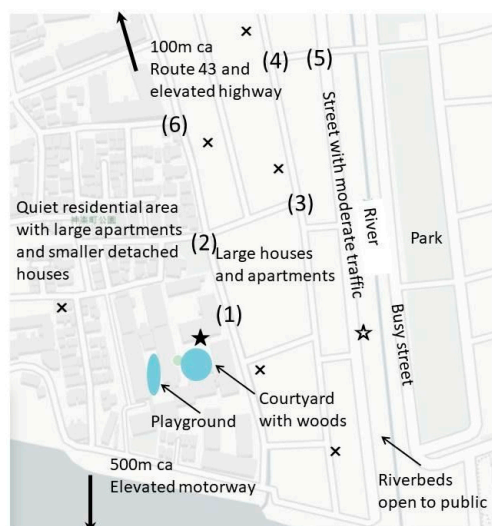 100m ca
Route 43 and
elevated highway
(4)
(5)
(6)
Street with moderate traffic
(3)
Quiet residential area
with large apartments
and smaller detached
houses
(2)
Large houses
and apartments
River
Park
(1)
Busy street
Playground
Courtyard
with woods
500m ca
Elevated motorway
Riverbeds
open to public